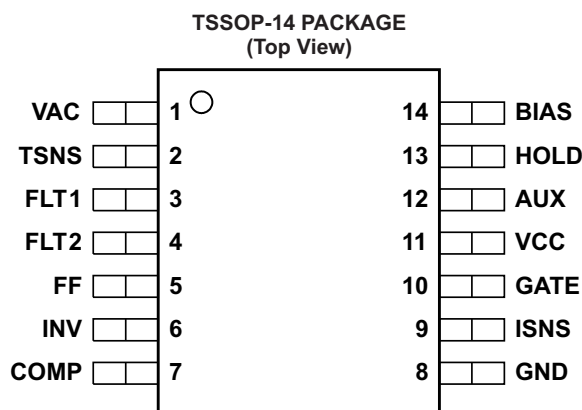 TSSOP-14 PACKAGE
(Top View)
VAC 1 14 BIAS
TSNS 2 13 HOLD
FLT1 3 12 AUX
FLT2 4 11 VCC
FF 5 10 GATE
INV 6 9 ISNS
COMP 7 8 GND